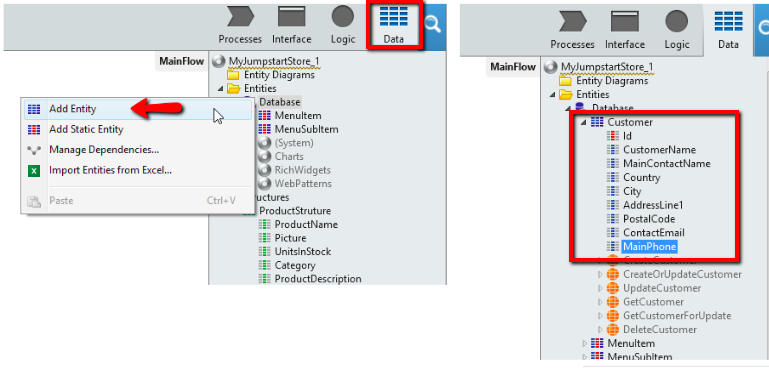 Processes Interface Logic Data
MainFlow
MyJumpstartStore_1
Entity Diagrams
Entities
Database
MenuItem
MenuSubItem
(System)
Charts
RichWidgets
WebPatterns
uctures
ProductStruture
ProductName
Picture
UnitsInStock
Category
ProductDescription
Add Entity
Add Static Entity
Manage Dependencies...
Import Entities from Excel...
Paste Ctrl+V
Processes Interface Logic Data
MainFlow
MyJumpstartStore_1
Entity Diagrams
Entities
Database
Customer
Id
CustomerName
MainContactName
Country
City
AddressLine1
PostalCode
ContactEmail
MainPhone
CreateCustomer
CreateOrUpdateCustomer
UpdateCustomer
GetCustomer
GetCustomerForUpdate
DeleteCustomer
MenuItem
MenuSubItem